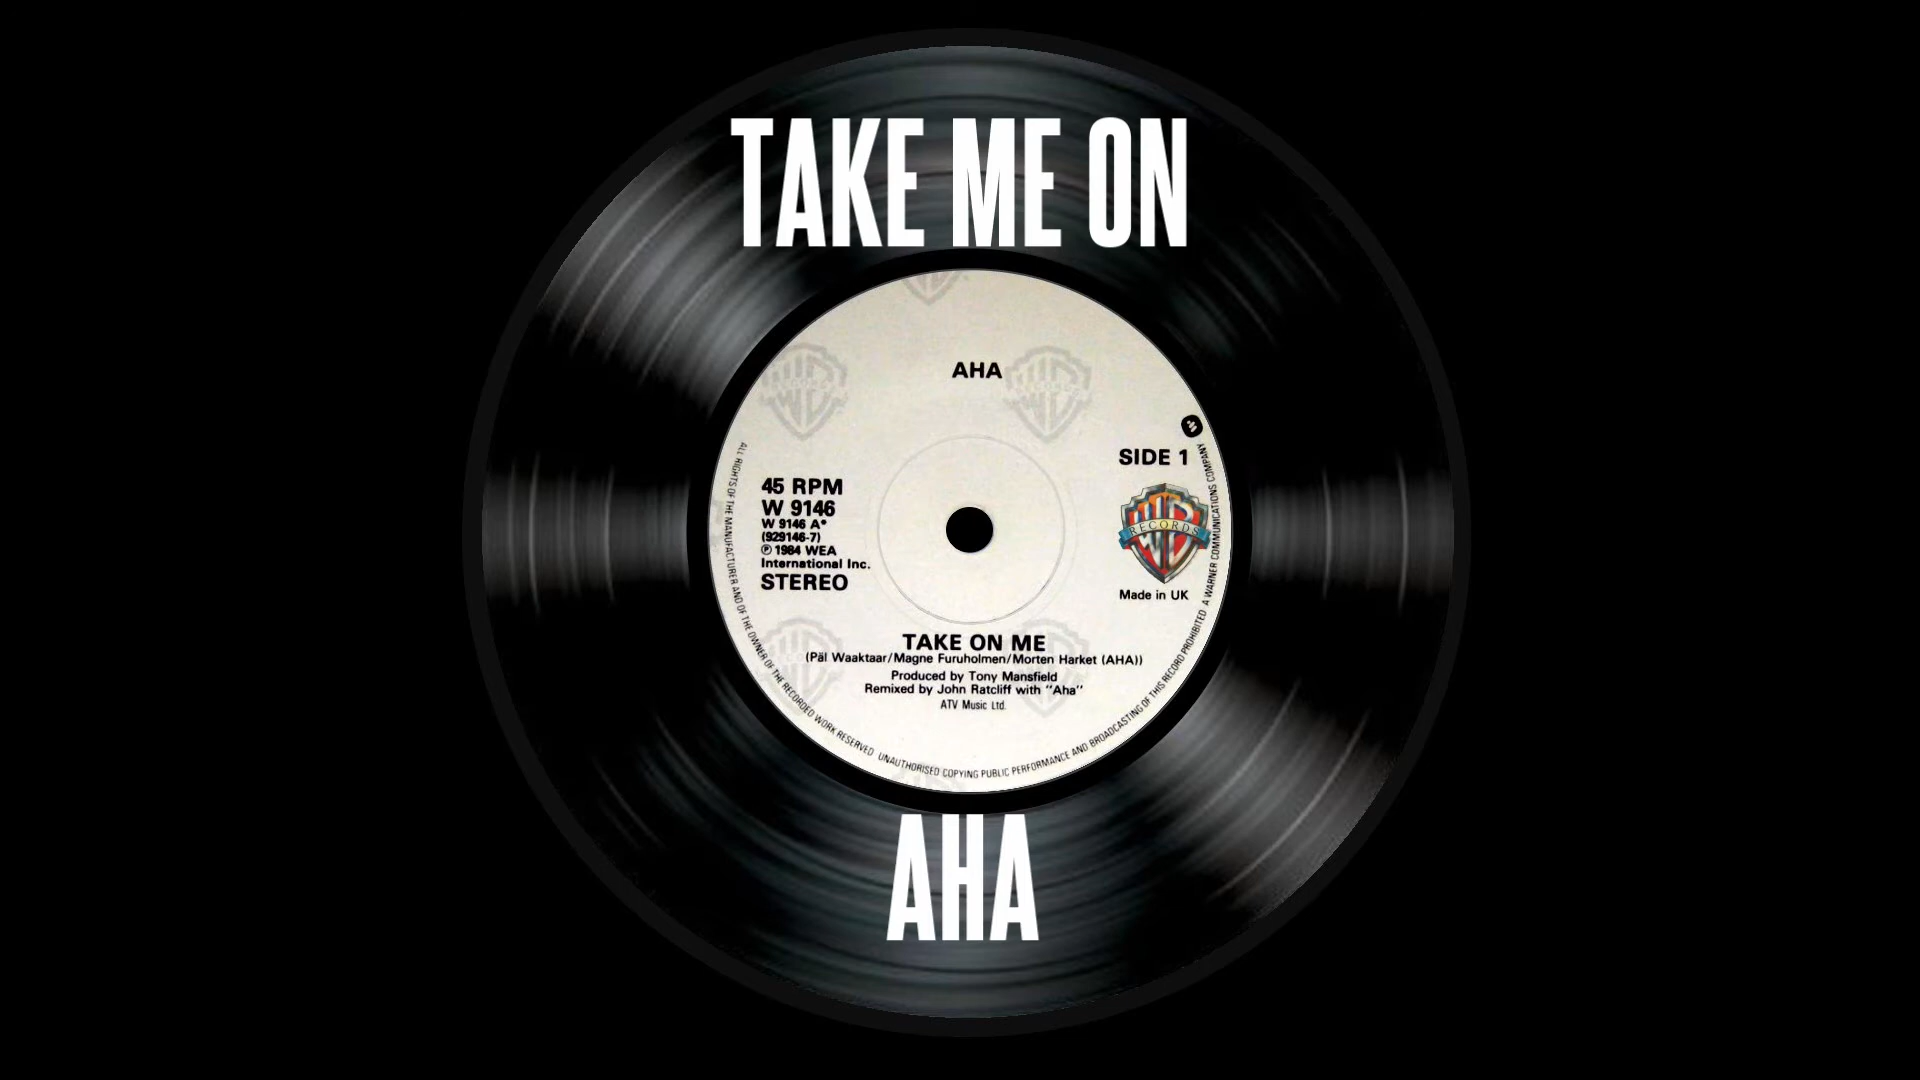 TAKE ME ON
AHA
SIDE 1
45 RPM
W 9146
W 9146 A*
(929146-7)
Ⓟ 1984 WEA
International Inc.
STEREO
RECORDS
Made in UK
TAKE ON ME
(Päl Waaktaar/Magne Furuholmen/Morten Harket (AHA))
Produced by Tony Mansfield
Remixed by John Ratcliff with "Aha"
ATV Music Ltd.
ALL RIGHTS OF THE MANUFACTURER AND OF THE OWNER OF THE RECORDED WORK RESERVED UNAUTHORISED COPYING PUBLIC PERFORMANCE AND BROADCASTING OF THIS RECORD PROHIBITED A WARNER COMMUNICATIONS COMPANY
AHA